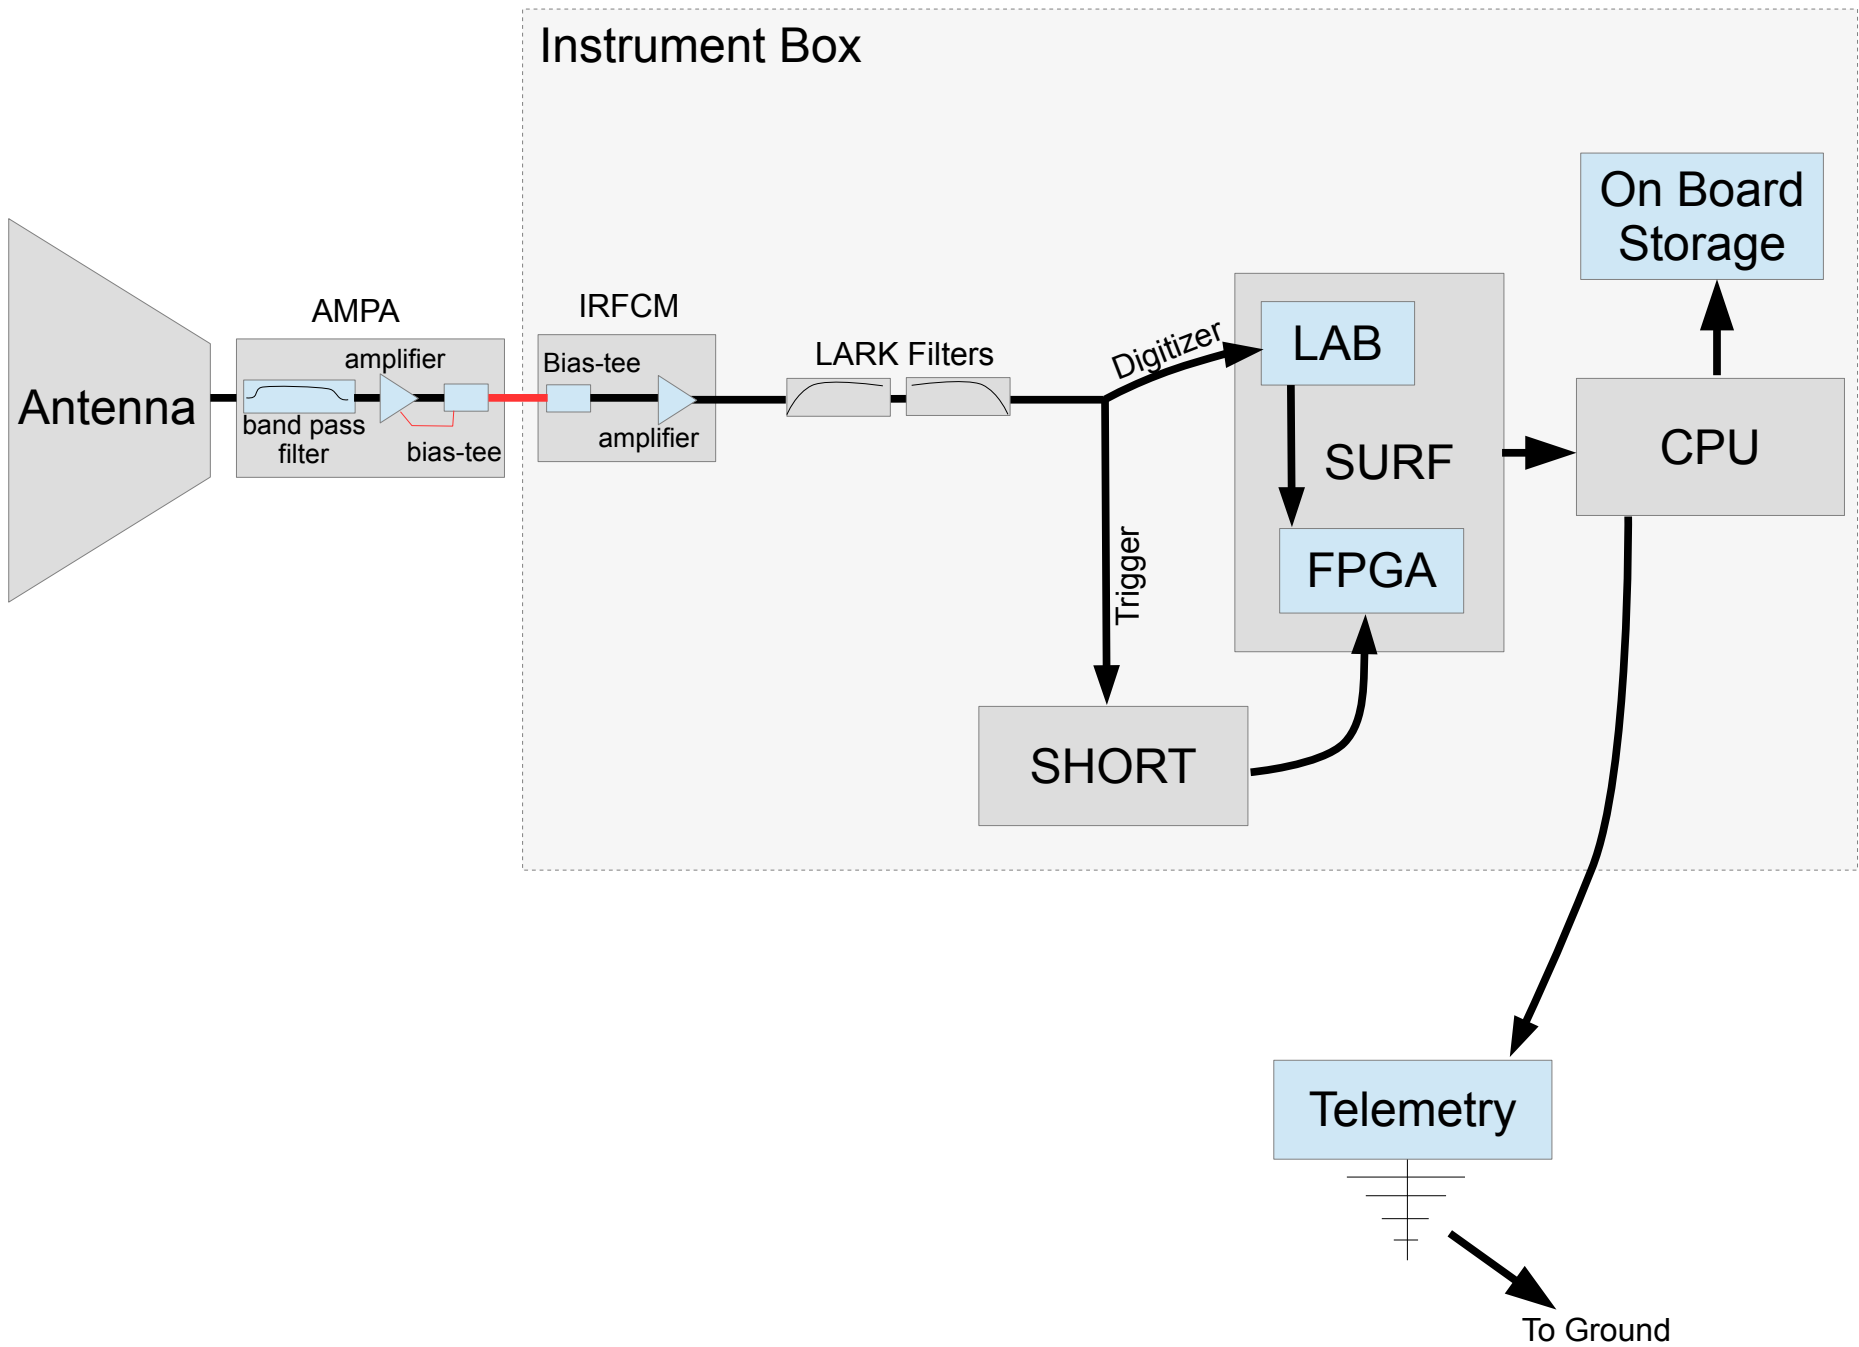 Instrument Box
On Board
Storage
AMPA
IRFCM
amplifier
Bias-tee
LARK Filters
Digitizer
LAB
Antenna
band pass
filter
bias-tee
amplifier
SURF
CPU
Trigger
FPGA
SHORT
Telemetry
To Ground